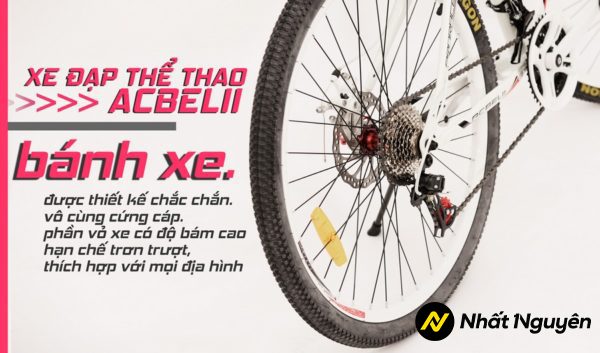 XE ĐẠP THỂ THAO
>>>>> ACBELII
bánh xe.
được thiết kế chắc chắn.
vô cùng cứng cáp.
phần vỏ xe có độ bám cao
hạn chế trơn trượt,
thích hợp với mọi địa hình
Nhất Nguyên